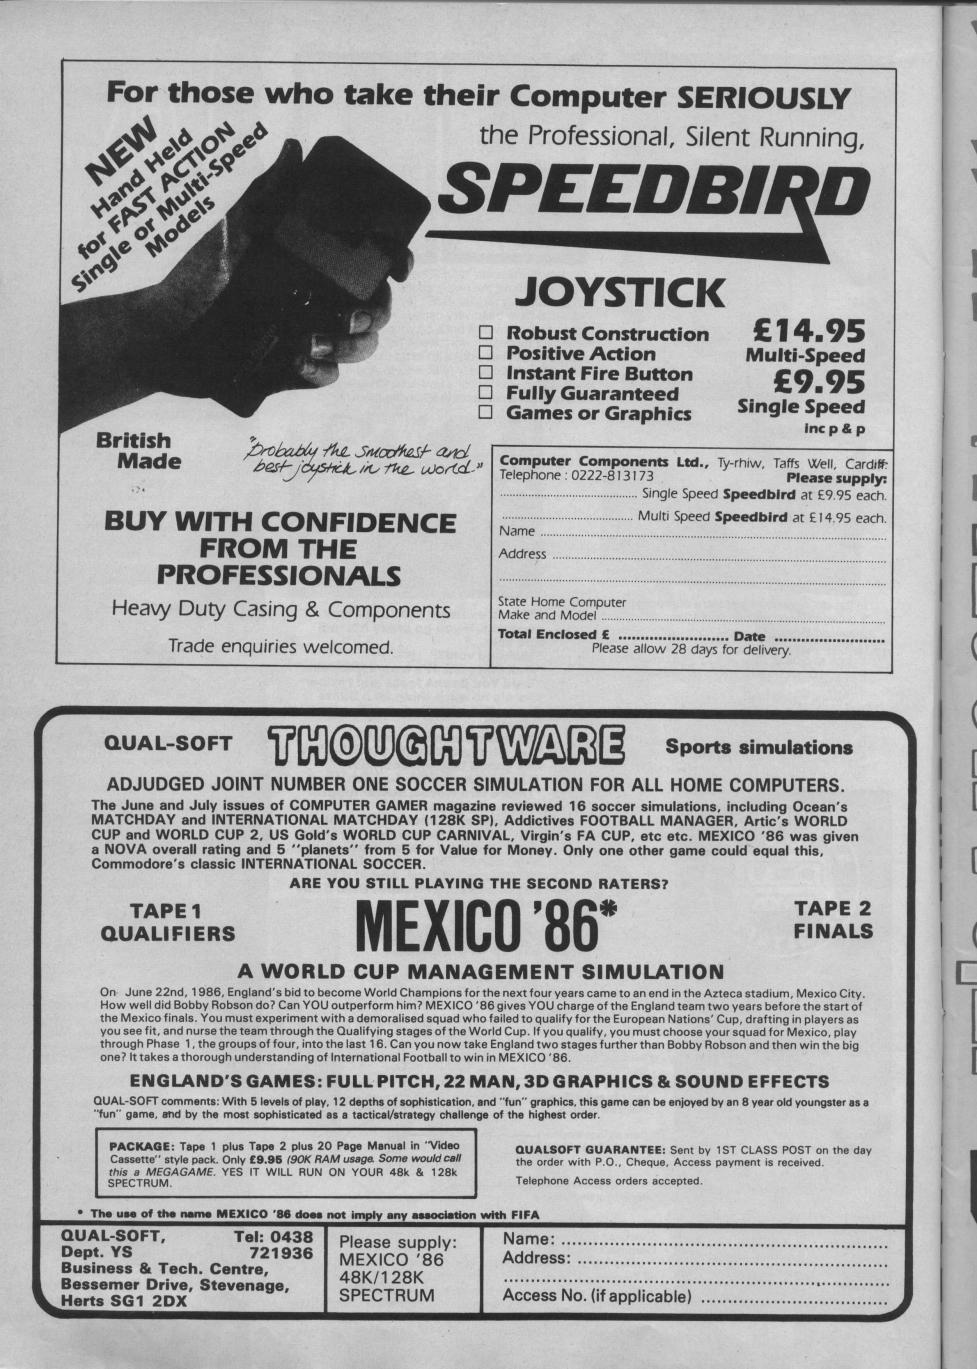 For those who take their Computer SERIOUSLY
NEW
Hand Held
for FAST ACTION
Single or Multi-Speed
Models
the Professional, Silent Running,
SPEEDBIRD
JOYSTICK
□ Robust Construction
□ Positive Action
□ Instant Fire Button
□ Fully Guaranteed
□ Games or Graphics
£14.95
Multi-Speed
£9.95
Single Speed
inc p & p
British
Made
"probably the smoothest and
best joystick in the world."
BUY WITH CONFIDENCE
FROM THE
PROFESSIONALS
Heavy Duty Casing & Components
Trade enquiries welcomed.
Computer Components Ltd., Ty-rhiw, Taffs Well, Cardiff.
Telephone : 0222-813173
Please supply:
.................................. Single Speed Speedbird at £9.95 each.
.................................. Multi Speed Speedbird at £14.95 each.
Name ..................................
Address ..................................
..................................
State Home Computer
Make and Model ..................................
Total Enclosed £ .......................... Date ..........................
Please allow 28 days for delivery.
QUAL-SOFT THOUGHTWARE Sports simulations
ADJUDGED JOINT NUMBER ONE SOCCER SIMULATION FOR ALL HOME COMPUTERS.
The June and July issues of COMPUTER GAMER magazine reviewed 16 soccer simulations, including Ocean's
MATCHDAY and INTERNATIONAL MATCHDAY (128K SP), Addictives FOOTBALL MANAGER, Artic's WORLD
CUP and WORLD CUP 2, US Gold's WORLD CUP CARNIVAL, Virgin's FA CUP, etc etc. MEXICO '86 was given
a NOVA overall rating and 5 "planets" from 5 for Value for Money. Only one other game could equal this,
Commodore's classic INTERNATIONAL SOCCER.
ARE YOU STILL PLAYING THE SECOND RATERS?
TAPE 1
QUALIFIERS
MEXICO '86*
TAPE 2
FINALS
A WORLD CUP MANAGEMENT SIMULATION
On June 22nd, 1986, England's bid to become World Champions for the next four years came to an end in the Azteca stadium, Mexico City.
How well did Bobby Robson do? Can YOU outperform him? MEXICO '86 gives YOU charge of the England team two years before the start of
the Mexico finals. You must experiment with a demoralised squad who failed to qualify for the European Nations' Cup, drafting in players as
you see fit, and nurse the team through the Qualifying stages of the World Cup. If you qualify, you must choose your squad for Mexico, play
through Phase 1, the groups of four, into the last 16. Can you now take England two stages further than Bobby Robson and then win the big
one? It takes a thorough understanding of International Football to win in MEXICO '86.
ENGLAND'S GAMES: FULL PITCH, 22 MAN, 3D GRAPHICS & SOUND EFFECTS
QUAL-SOFT comments: With 5 levels of play, 12 depths of sophistication, and "fun" graphics, this game can be enjoyed by an 8 year old youngster as a
"fun" game, and by the most sophisticated as a tactical/strategy challenge of the highest order.
PACKAGE: Tape 1 plus Tape 2 plus 20 Page Manual in "Video
Cassette" style pack. Only £9.95 (90K RAM usage. Some would call
this a MEGAGAME. YES IT WILL RUN ON YOUR 48k & 128k
SPECTRUM.
QUALSOFT GUARANTEE: Sent by 1ST CLASS POST on the day
the order with P.O., Cheque, Access payment is received.
Telephone Access orders accepted.
* The use of the name MEXICO '86 does not imply any association with FIFA
QUAL-SOFT, Tel: 0438
Dept. YS 721936
Business & Tech. Centre,
Bessemer Drive, Stevenage,
Herts SG1 2DX
Please supply:
MEXICO '86
48K/128K
SPECTRUM
Name: ..................................
Address: ..................................
..................................
Access No. (if applicable) ..................................